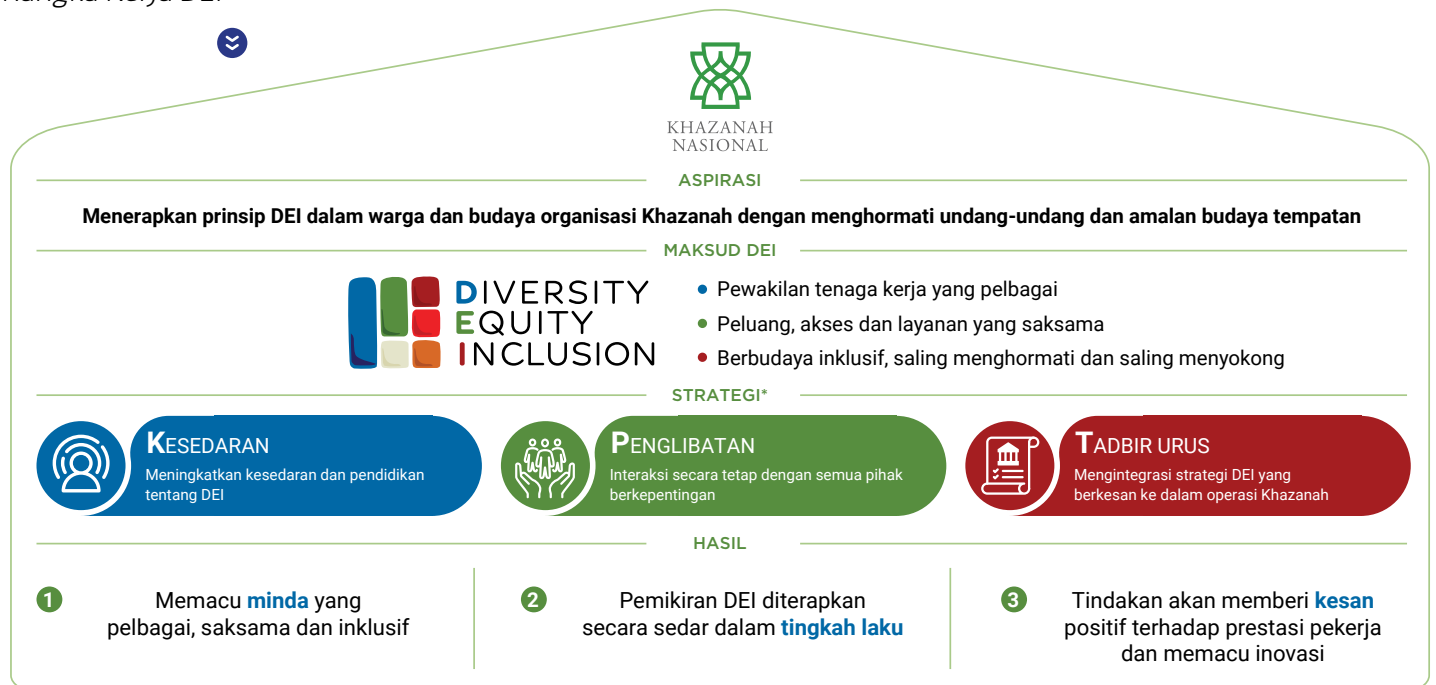 Kerja DEI
KHAZANAH
NASIONAL
ASPIRASI
Menerapkan prinsip DEI dalam warga dan budaya organisasi Khazanah dengan menghormati undang-undang dan amalan budaya tempatan
MAKSUD DEI
DIVERSITY
EQUITY
INCLUSION
• Pewakilan tenaga kerja yang pelbagai
• Peluang, akses dan layanan yang saksama
• Berbudaya inklusif, saling menghormati dan saling menyokong
STRATEGI*
KESEDARAN
Meningkatkan kesedaran dan pendidikan
tentang DEI
PENGLIBATAN
Interaksi secara tetap dengan semua pihak
berkepentingan
TADBIR URUS
Mengintegrasi strategi DEI yang
berkesan ke dalam operasi Khazanah
HASIL
1
Memacu minda yang
pelbagai, saksama dan inklusif
2
Pemikiran DEI diterapkan
secara sedar dalam tingkah laku
3
Tindakan akan memberi kesan
positif terhadap prestasi pekerja
dan memacu inovasi